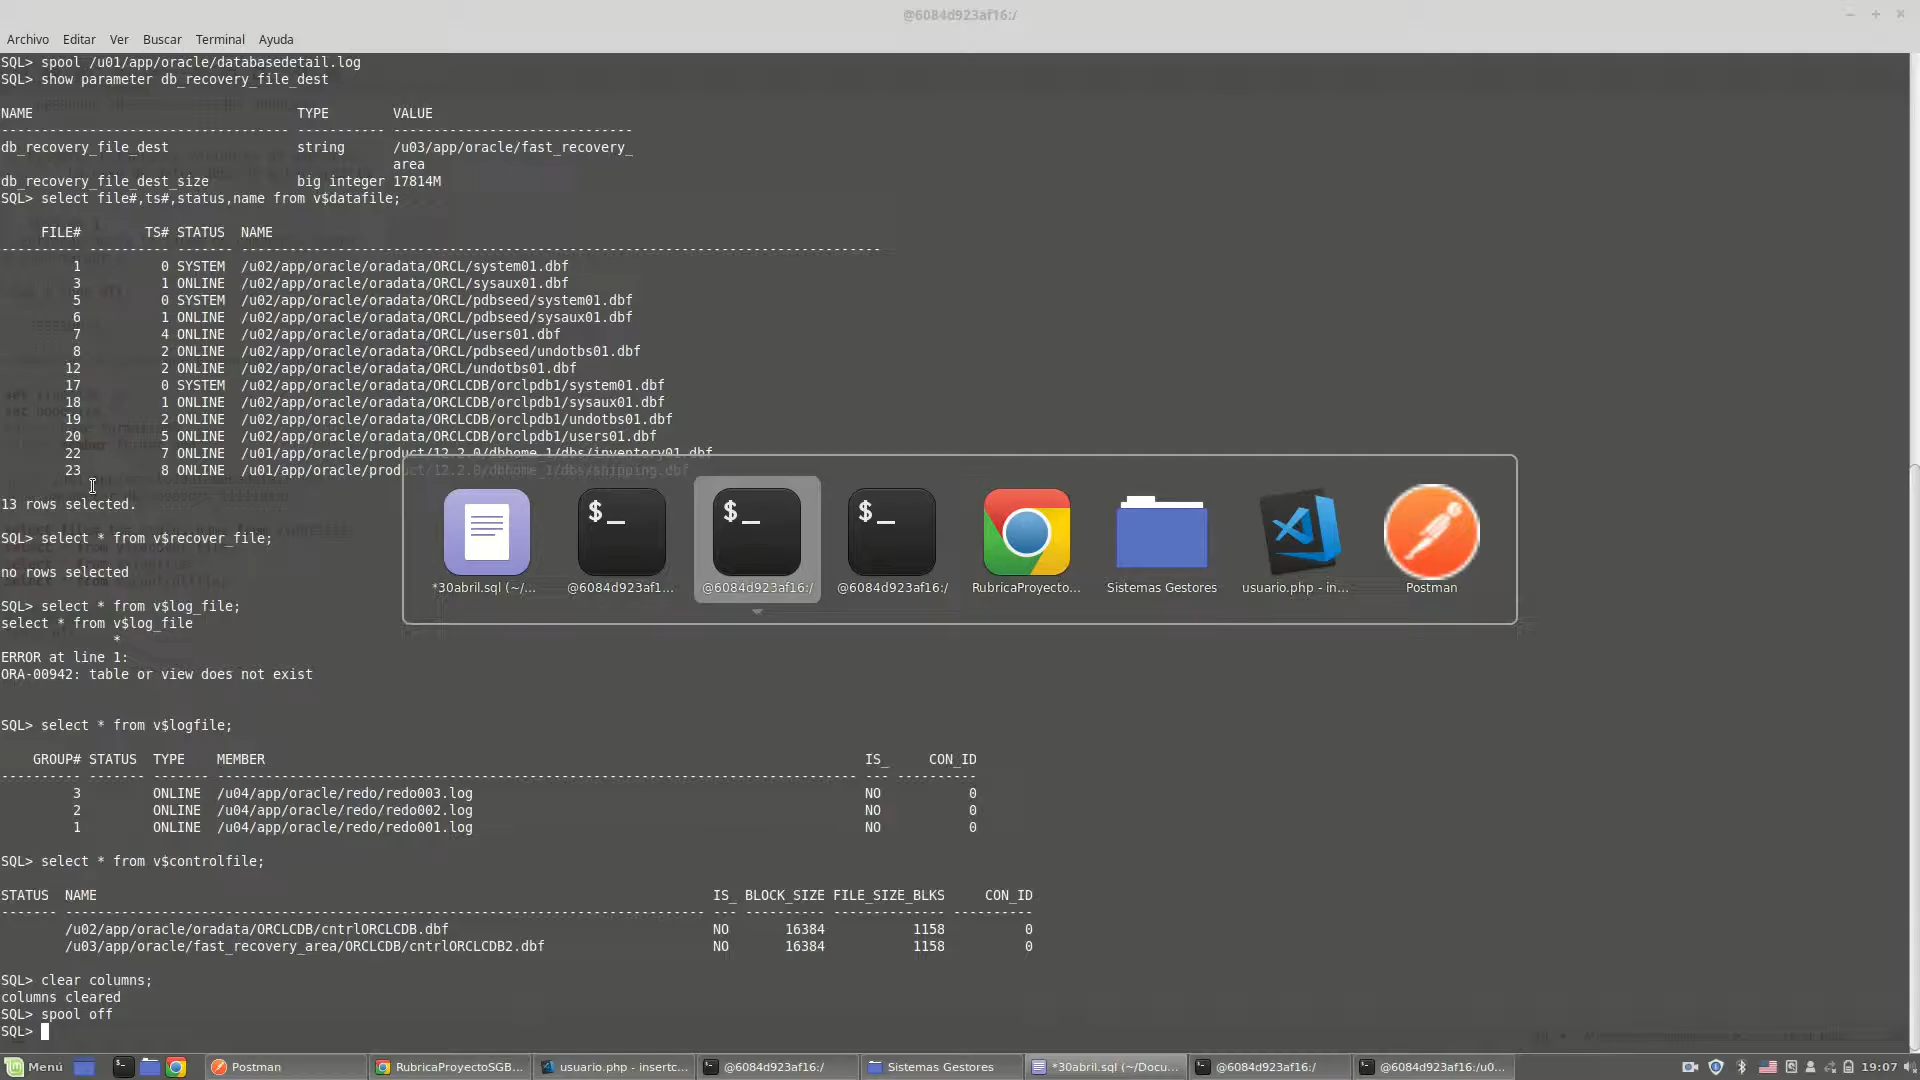 @6084d923af16:/
Archivo Editar Ver Buscar Terminal Ayuda
SQL> spool /u01/app/oracle/databasedetail.log
SQL> show parameter db_recovery_file_dest
NAME TYPE VALUE
------------------------------------ ----------- ------------------------------
db_recovery_file_dest string /u03/app/oracle/fast_recovery_
area
db_recovery_file_dest_size big integer 17814M
SQL> select file#,ts#,status,name from v$datafile;
FILE# TS# STATUS NAME
---------- ---------- ------- --------------------------------------------------------------------------------
1 0 SYSTEM /u02/app/oracle/oradata/ORCL/system01.dbf
3 1 ONLINE /u02/app/oracle/oradata/ORCL/sysaux01.dbf
5 0 SYSTEM /u02/app/oracle/oradata/ORCL/pdbseed/system01.dbf
6 1 ONLINE /u02/app/oracle/oradata/ORCL/pdbseed/sysaux01.dbf
7 4 ONLINE /u02/app/oracle/oradata/ORCL/users01.dbf
8 2 ONLINE /u02/app/oracle/oradata/ORCL/pdbseed/undotbs01.dbf
12 2 ONLINE /u02/app/oracle/oradata/ORCL/undotbs01.dbf
17 0 SYSTEM /u02/app/oracle/oradata/ORCLCDB/orclpdb1/system01.dbf
18 1 ONLINE /u02/app/oracle/oradata/ORCLCDB/orclpdb1/sysaux01.dbf
19 2 ONLINE /u02/app/oracle/oradata/ORCLCDB/orclpdb1/undotbs01.dbf
20 5 ONLINE /u02/app/oracle/oradata/ORCLCDB/orclpdb1/users01.dbf
22 7 ONLINE /u01/app/oracle/product/12.2.0/dbhome_1/dbs/inventory01.dbf
23 8 ONLINE /u01/app/oracle/product/12.2.0/dbhome_1/dbs/shipping.dbf
13 rows selected.
SQL> select * from v$recover_file;
no rows selected
SQL> select * from v$log_file;
select * from v$log_file
*
ERROR at line 1:
ORA-00942: table or view does not exist
SQL> select * from v$logfile;
GROUP# STATUS TYPE MEMBER IS_ CON_ID
---------- ------- ------- -------------------------------------------------------------------------------- --- ----------
3 ONLINE /u04/app/oracle/redo/redo003.log NO 0
2 ONLINE /u04/app/oracle/redo/redo002.log NO 0
1 ONLINE /u04/app/oracle/redo/redo001.log NO 0
SQL> select * from v$controlfile;
STATUS NAME IS_ BLOCK_SIZE FILE_SIZE_BLKS CON_ID
------- -------------------------------------------------------------------------------- --- ---------- -------------- ----------
/u02/app/oracle/oradata/ORCLCDB/cntrlORCLCDB.dbf NO 16384 1158 0
/u03/app/oracle/fast_recovery_area/ORCLCDB/cntrlORCLCDB2.dbf NO 16384 1158 0
SQL> clear columns;
columns cleared
SQL> spool off
SQL>
$_ $_ $_
*30abril.sql (~/... @6084d923af1... @6084d923af16:/ @6084d923af16:/ RubricaProyecto... Sistemas Gestores usuario.php - in... Postman
Menú Postman RubricaProyectoSGB... usuario.php - insertc... @6084d923af16:/ Sistemas Gestores *30abril.sql (~/Docu... @6084d923af16:/ @6084d923af16:/u0... 19:07